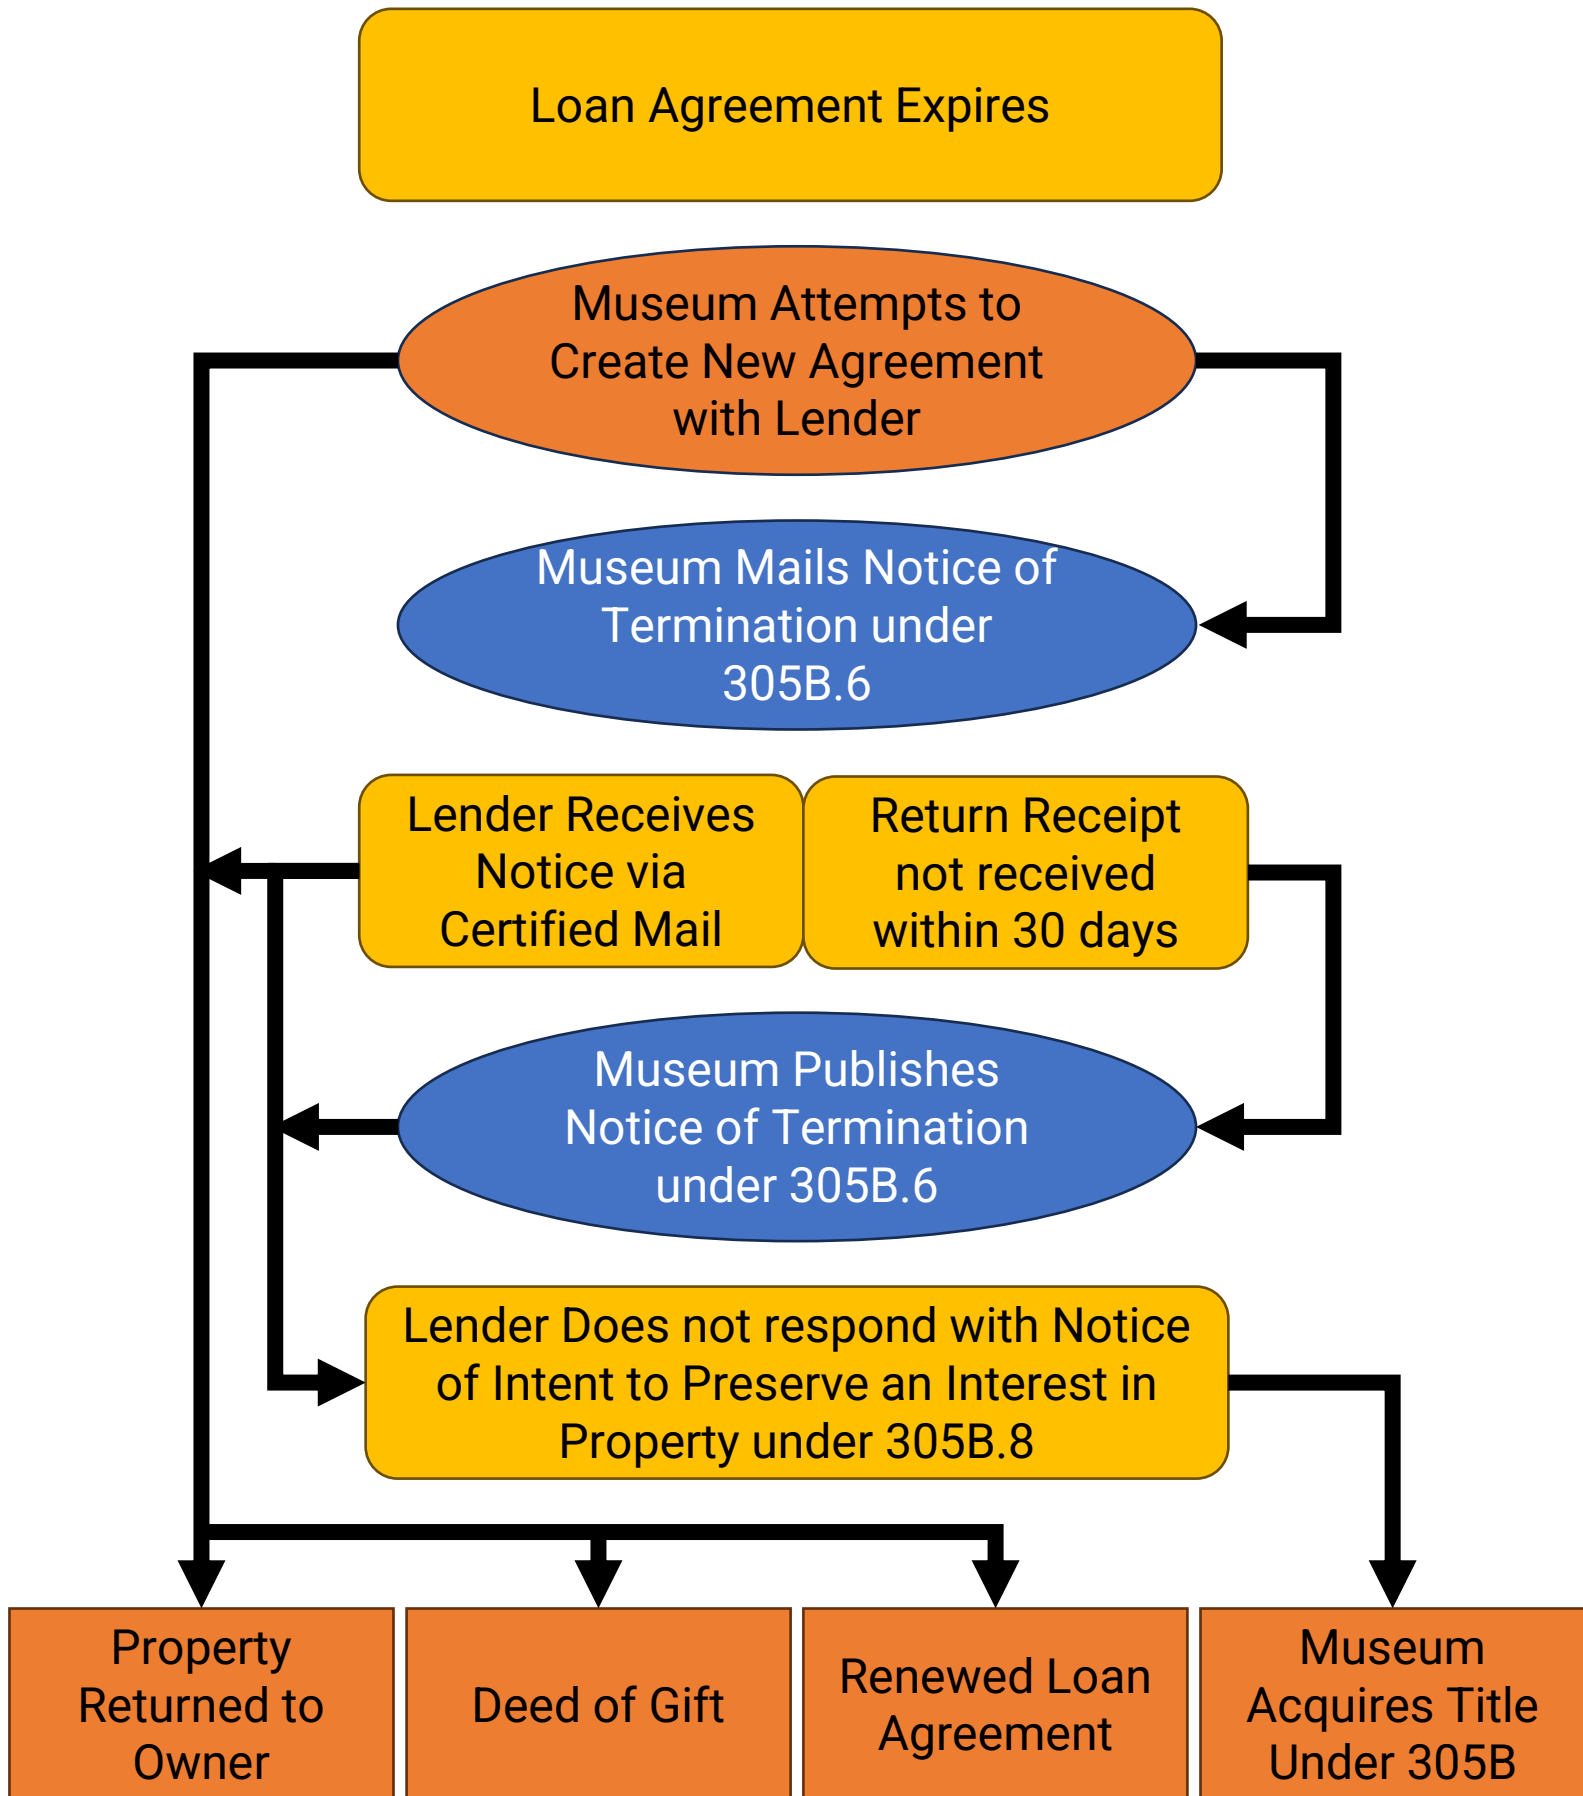 Loan Agreement Expires
Museum Attempts to
Create New Agreement
with Lender
Museum Mails Notice of
Termination under
305B.6
Lender Receives
Notice via
Certified Mail
Return Receipt
not received
within 30 days
Museum Publishes
Notice of Termination
under 305B.6
Lender Does not respond with Notice
of Intent to Preserve an Interest in
Property under 305B.8
Property
Returned to
Owner
Deed of Gift
Renewed Loan
Agreement
Museum
Acquires Title
Under 305B